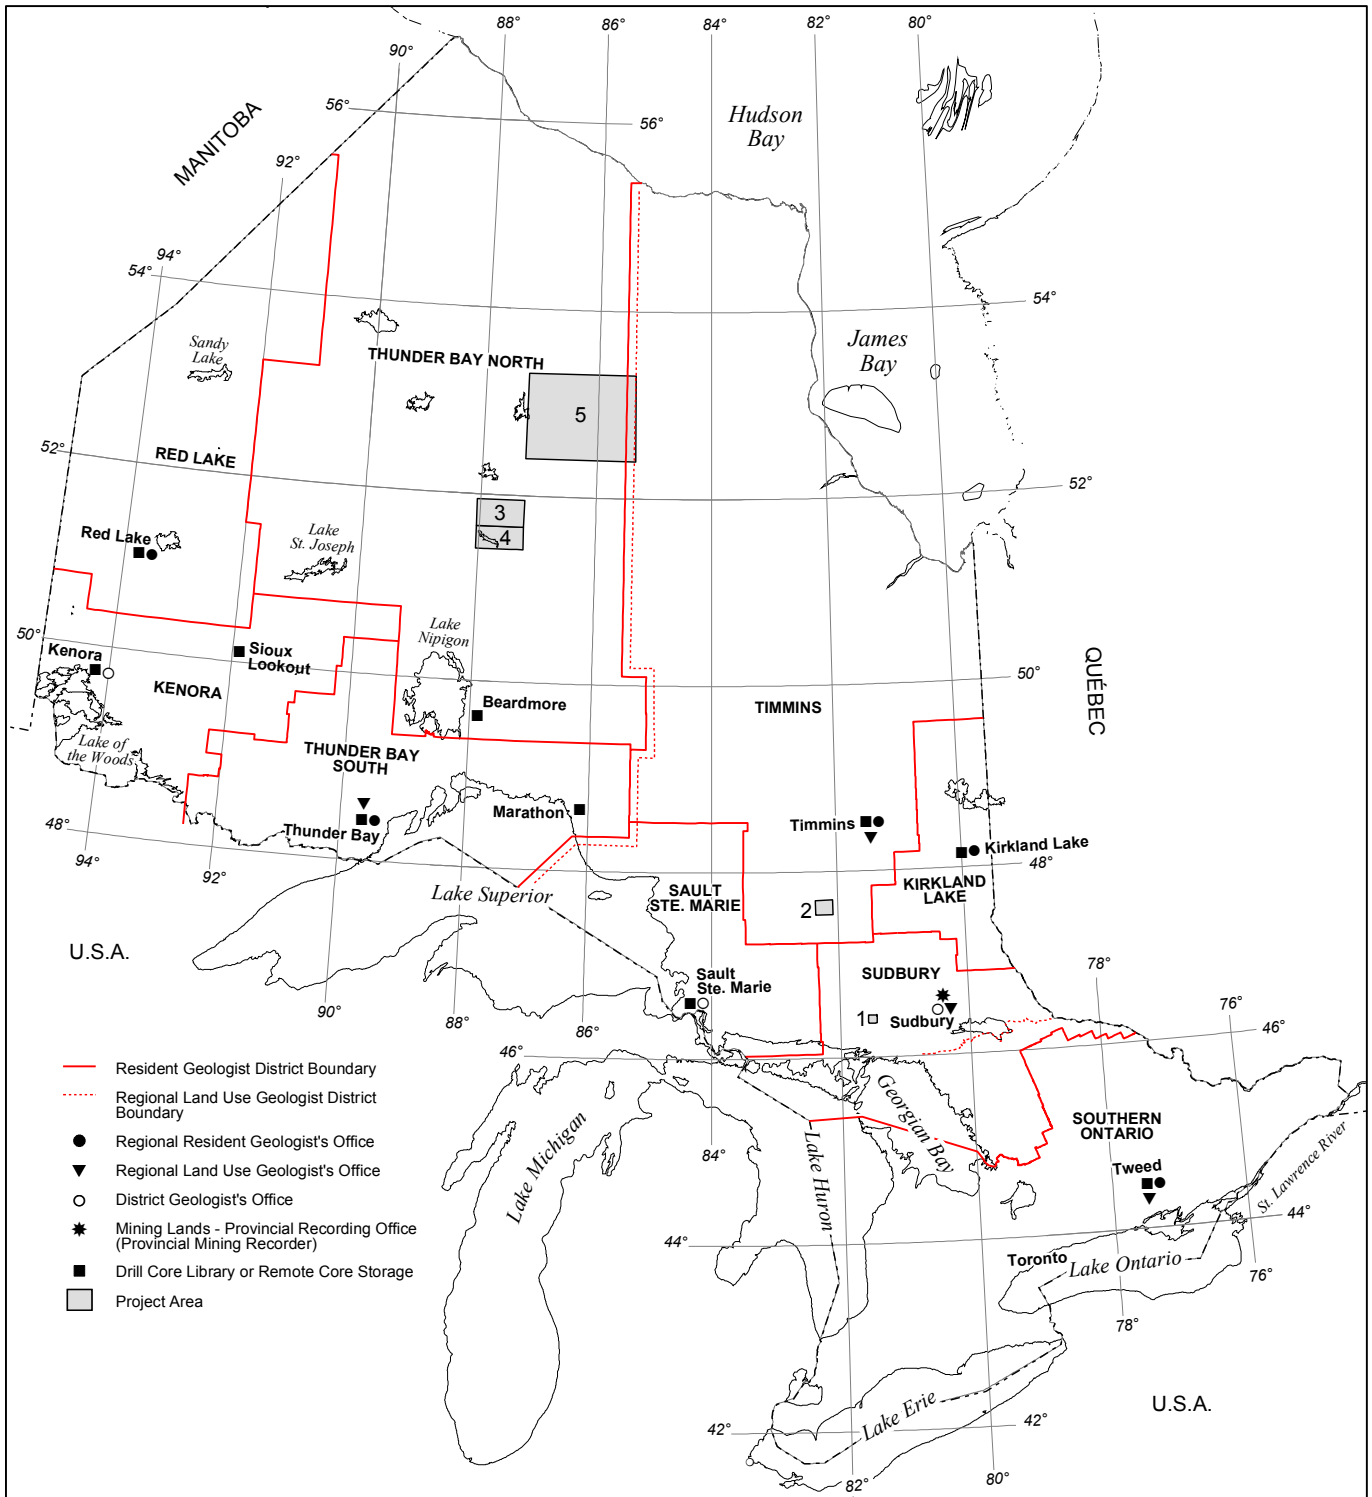 88°
86°
84°
82°
80°
90°
56°
56°
Hudson
Bay
MANITOBA
92°
94°
54°
54°
Sandy
Lake
THUNDER BAY NORTH
James
Bay
5
52°
RED LAKE
52°
3
4
Red Lake
Lake
St. Joseph
50°
Lake
Nipigon
Kenora
Sioux
Lookout
50°
QUÉBEC
KENORA
Beardmore
TIMMINS
Lake of
the Woods
THUNDER BAY
SOUTH
Marathon
48°
Thunder Bay
Timmins
Kirkland Lake
94°
92°
48°
Lake Superior
SAULT
STE. MARIE
KIRKLAND
LAKE
2
U.S.A.
Sault
Ste. Marie
SUDBURY
78°
76°
90°
88°
86°
1
Sudbury
46°
46°
Resident Geologist District Boundary
Regional Land Use Geologist District
Boundary
Regional Resident Geologist's Office
Regional Land Use Geologist's Office
District Geologist's Office
Mining Lands - Provincial Recording Office
(Provincial Mining Recorder)
Drill Core Library or Remote Core Storage
Project Area
Lake Michigan
84°
Georgian Bay
Lake Huron
SOUTHERN
ONTARIO
Tweed
St. Lawrence River
44°
44°
Toronto
Lake Ontario
76°
78°
Lake Erie
U.S.A.
42°
42°
82°
80°